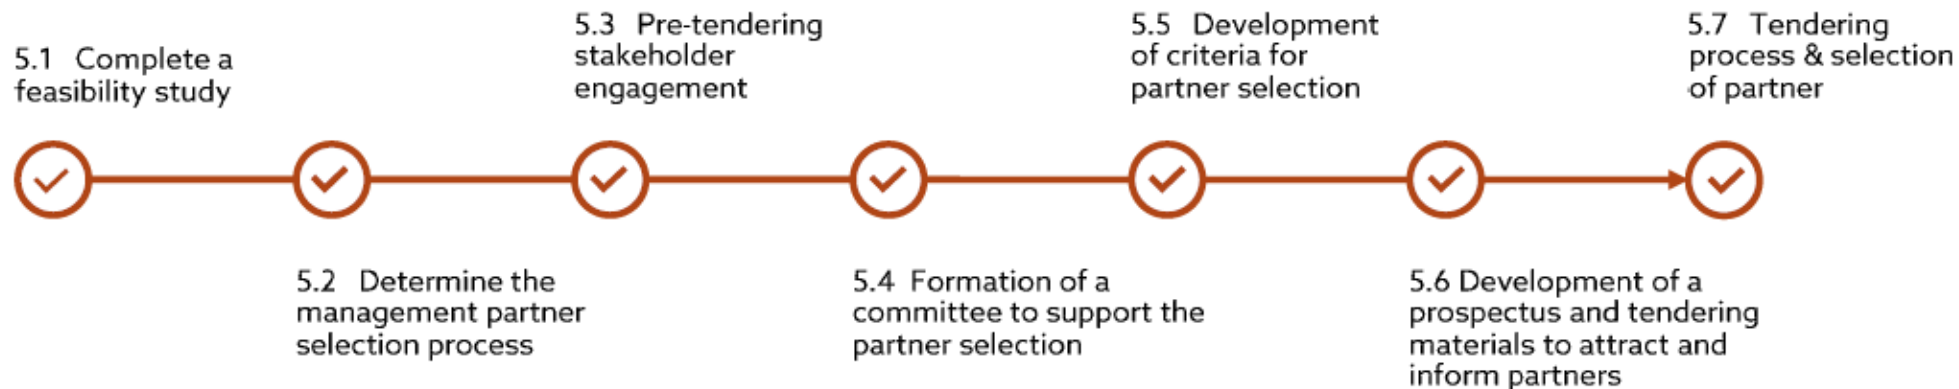 5.1 Complete a
feasibility study
5.2 Determine the
management partner
selection process
5.3 Pre-tendering
stakeholder
engagement
5.4 Formation of a
committee to support the
partner selection
5.5 Development
of criteria for
partner selection
5.6 Development of a
prospectus and tendering
materials to attract and
inform partners
5.7 Tendering
process & selection
of partner